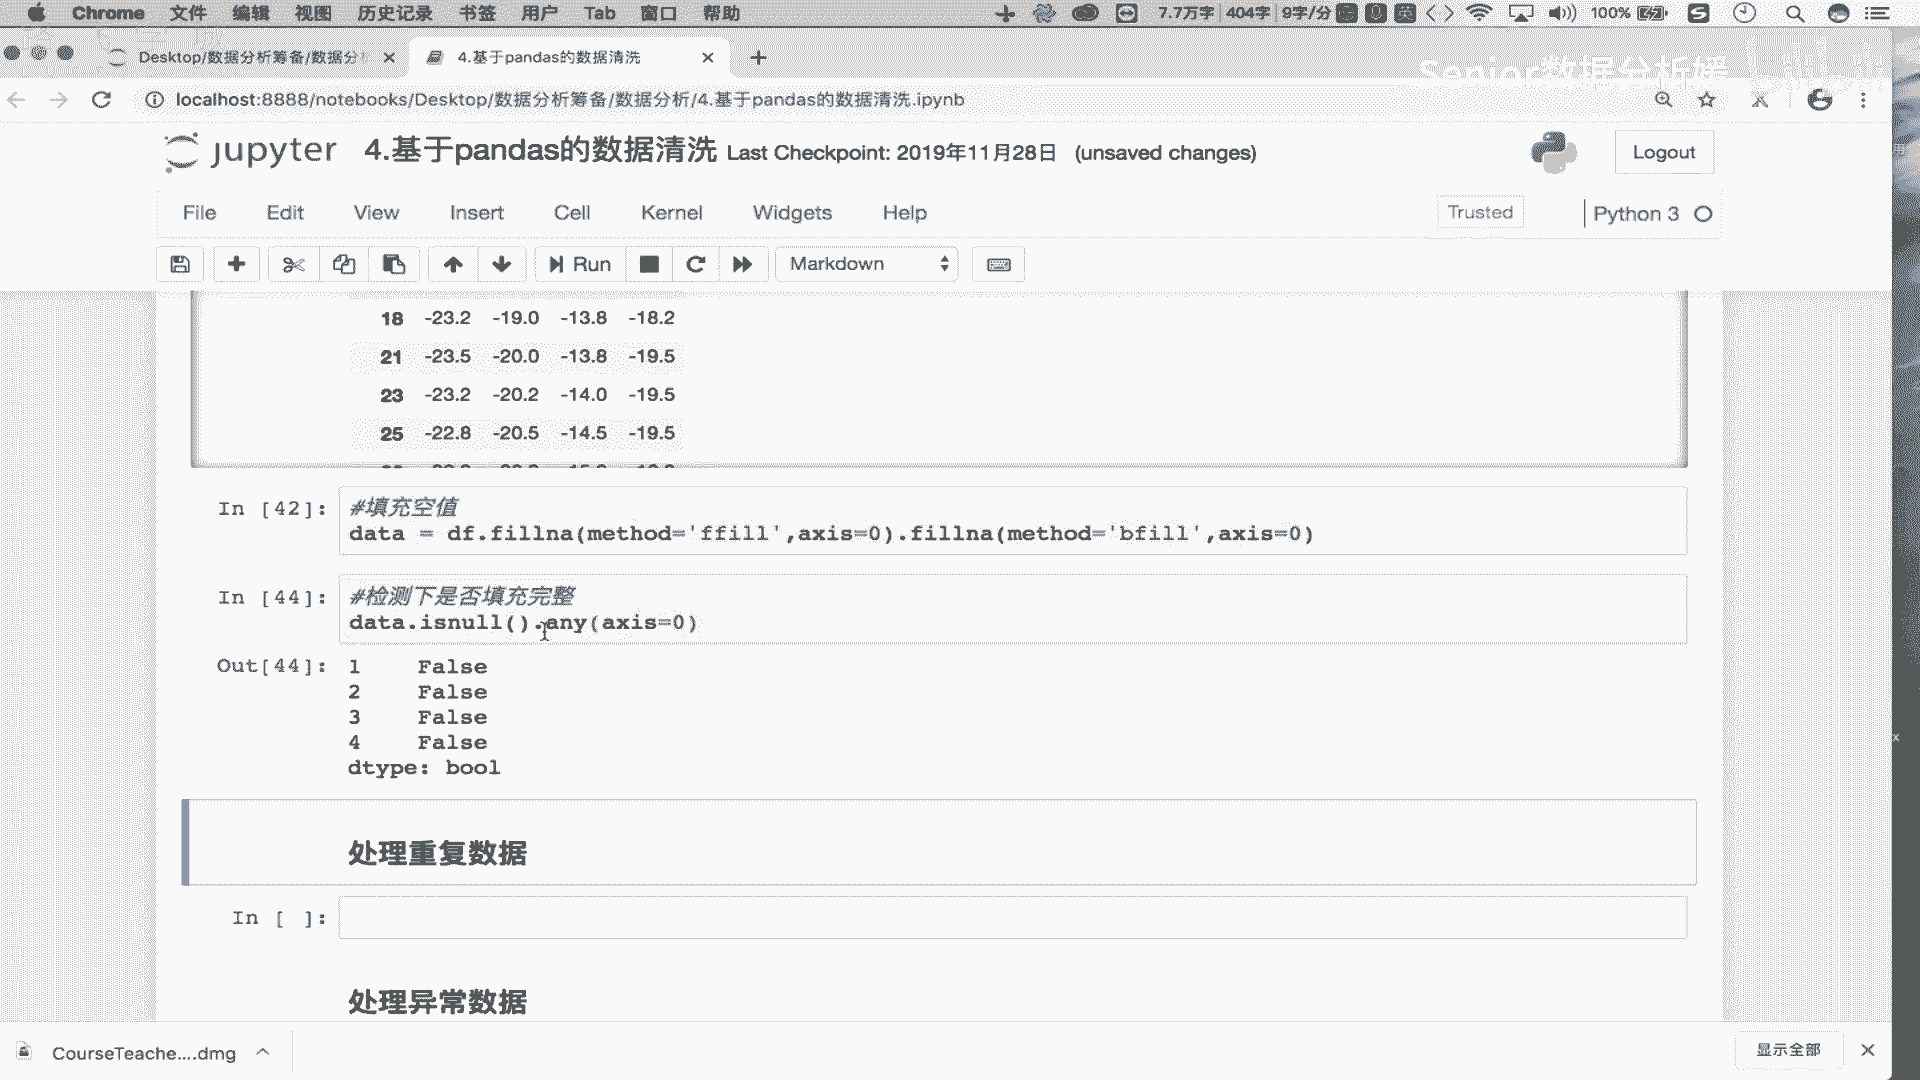 Chrome 文件 编辑 视图 历史记录 书签 用户 Tab 窗口 帮助 7.7万字 404字 9字/分 英 100%
Desktop/数据分析筹备/数据分 4.基于pandas的数据清洗
Senior数据分析媛 bilibili
localhost:8888/notebooks/Desktop/数据分析筹备/数据分析/4.基于pandas的数据清洗.ipynb
jupyter 4.基于pandas的数据清洗 Last Checkpoint: 2019年11月28日 (unsaved changes) Logout
File Edit View Insert Cell Kernel Widgets Help Trusted Python 3
Run Markdown
18 -23.2 -19.0 -13.8 -18.2
21 -23.5 -20.0 -13.8 -19.5
23 -23.2 -20.2 -14.0 -19.5
25 -22.8 -20.5 -14.5 -19.5
In [42]: #填充空值
data = df.fillna(method='ffill',axis=0).fillna(method='bfill',axis=0)
In [44]: #检测下是否填充完整
data.isnull().any(axis=0)
Out[44]: 1 False
2 False
3 False
4 False
dtype: bool
处理重复数据
In [ ]:
处理异常数据
CourseTeache....dmg 显示全部